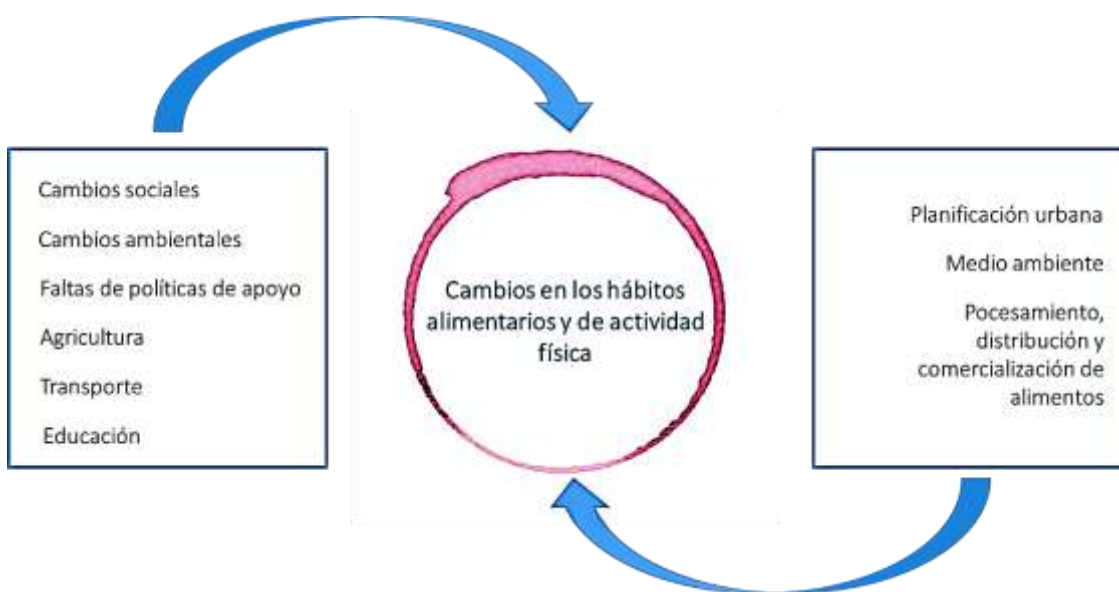 Cambios sociales
Cambios ambientales
Faltas de políticas de apoyo
Agricultura
Transporte
Educación
Cambios en los hábitos
alimentarios y de actividad
física
Planificación urbana
Medio ambiente
Pocesamiento,
distribución y
comercialización de
alimentos